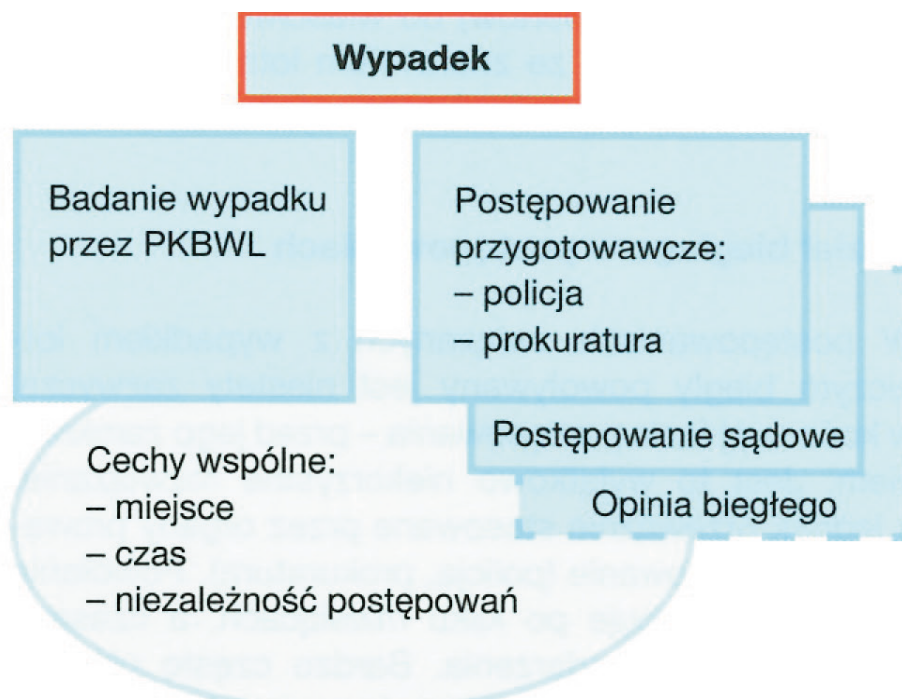 Wypadek
Badanie wypadku
przez PKBWL
Postępowanie
przygotowawcze:
– policja
– prokuratura
Postępowanie sądowe
Opinia biegłego
Cechy wspólne:
– miejsce
– czas
– niezależność postępowań